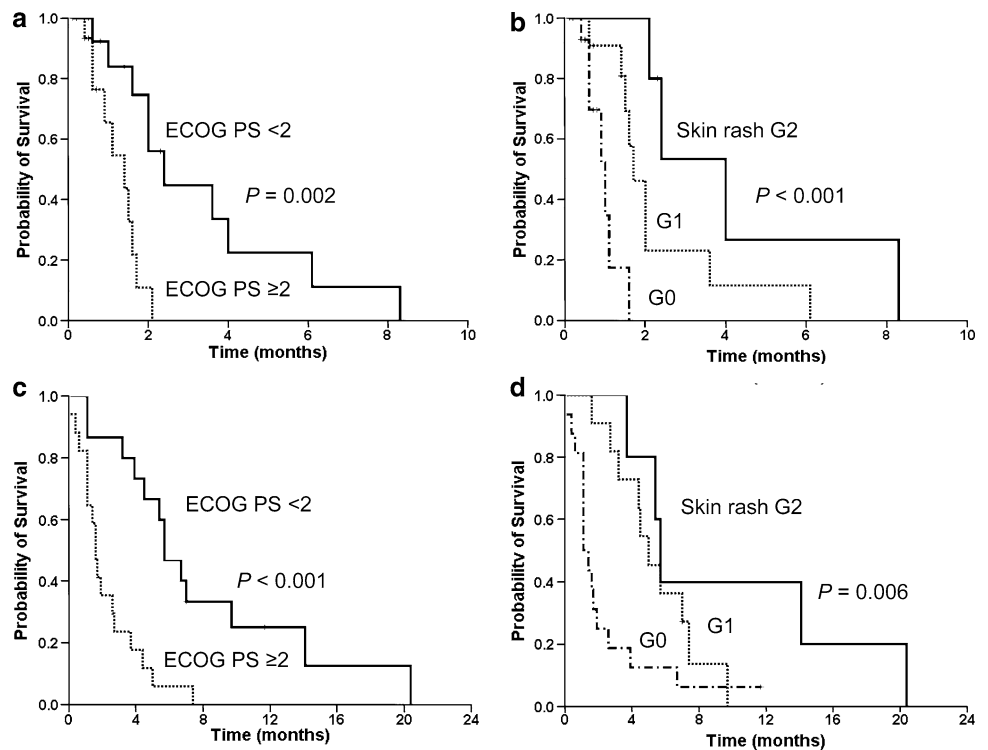 a
Probability of Survival
1.0
0.8
0.6
0.4
0.2
0.0
ECOG PS <2
P = 0.002
ECOG PS ≥2
0 2 4 6 8 10
Time (months)
b
Probability of Survival
1.0
0.8
0.6
0.4
0.2
0.0
Skin rash G2
P < 0.001
G1
G0
0 2 4 6 8 10
Time (months)
c
Probability of Survival
1.0
0.8
0.6
0.4
0.2
0.0
ECOG PS <2
P < 0.001
ECOG PS ≥2
0 4 8 12 16 20 24
Time (months)
d
Probability of Survival
1.0
0.8
0.6
0.4
0.2
0.0
Skin rash G2
P = 0.006
G0
G1
0 4 8 12 16 20 24
Time (months)